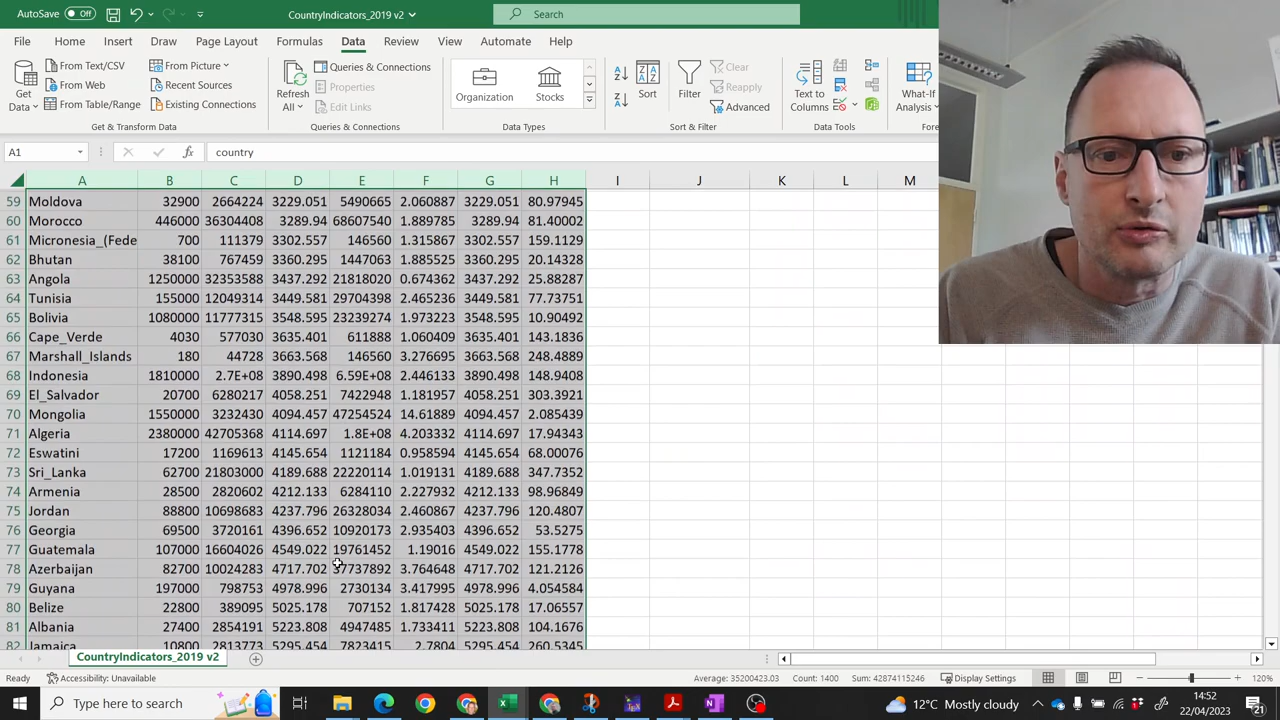 AutoSave Off CountryIndicators_2019 v2 Search
File Home Insert Draw Page Layout Formulas Data Review View Automate Help
Get Data From Text/CSV From Web From Table/Range From Picture Recent Sources Existing Connections
Refresh All Queries & Connections Properties Edit Links
Organization Stocks
Sort Filter Clear Reapply Advanced
Text to Columns What-If Analysis
Get & Transform Data Queries & Connections Data Types Sort & Filter Data Tools Fore
A1 fx country
A B C D E F G H I J K L M
59 Moldova 32900 2664224 3229.051 5490665 2.060887 3229.051 80.97945
60 Morocco 446000 36304408 3289.94 68607540 1.889785 3289.94 81.40002
61 Micronesia_(Fede 700 111379 3302.557 146560 1.315867 3302.557 159.1129
62 Bhutan 38100 767459 3360.295 1447063 1.885525 3360.295 20.14328
63 Angola 1250000 32353588 3437.292 21818020 0.674362 3437.292 25.88287
64 Tunisia 155000 12049314 3449.581 29704398 2.465236 3449.581 77.73751
65 Bolivia 1080000 11777315 3548.595 23239274 1.973223 3548.595 10.90492
66 Cape_Verde 4030 577030 3635.401 611888 1.060409 3635.401 143.1836
67 Marshall_Islands 180 44728 3663.568 146560 3.276695 3663.568 248.4889
68 Indonesia 1810000 2.7E+08 3890.498 6.59E+08 2.446133 3890.498 148.9408
69 El_Salvador 20700 6280217 4058.251 7422948 1.181957 4058.251 303.3921
70 Mongolia 1550000 3232430 4094.457 47254524 14.61889 4094.457 2.085439
71 Algeria 2380000 42705368 4114.697 1.8E+08 4.203332 4114.697 17.94343
72 Eswatini 17200 1169613 4145.654 1121184 0.958594 4145.654 68.00076
73 Sri_Lanka 62700 21803000 4189.688 22220114 1.019131 4189.688 347.7352
74 Armenia 28500 2820602 4212.133 6284110 2.227932 4212.133 98.96849
75 Jordan 88800 10698683 4237.796 26328034 2.460867 4237.796 120.4807
76 Georgia 69500 3720161 4396.652 10920173 2.935403 4396.652 53.5275
77 Guatemala 107000 16604026 4549.022 19761452 1.19016 4549.022 155.1778
78 Azerbaijan 82700 10024283 4717.702 37737892 3.764648 4717.702 121.2126
79 Guyana 197000 798753 4978.996 2730134 3.417995 4978.996 4.054584
80 Belize 22800 389095 5025.178 707152 1.817428 5025.178 17.06557
81 Albania 27400 2854191 5223.808 4947485 1.733411 5223.808 104.1676
82 Jamaica 10800 2813773 5295.454 7823415 2.7804 5295.454 260.5345
CountryIndicators_2019 v2
Ready Accessibility: Unavailable Average: 35200423.03 Count: 1400 Sum: 42874115246 Display Settings 120%
Type here to search 12°C Mostly cloudy 14:52
22/04/2023 21